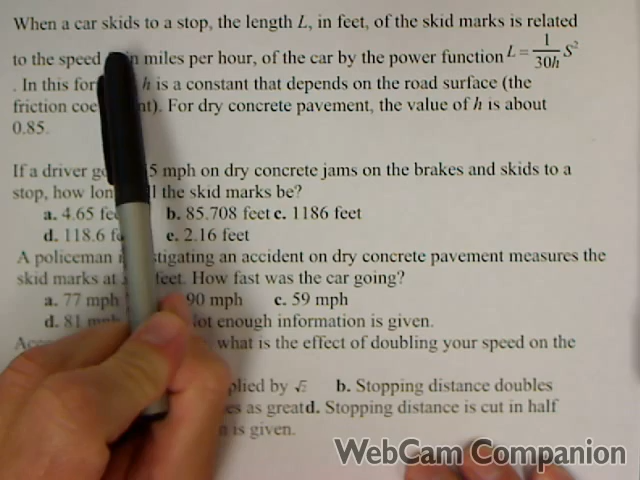 When a car skids to a stop, the length L, in feet, of the skid marks is related
to the speed in miles per hour, of the car by the power function L = 1/30h S²
. In this for h is a constant that depends on the road surface (the
friction coe nt). For dry concrete pavement, the value of h is about
0.85.
If a driver go 5 mph on dry concrete jams on the brakes and skids to a
stop, how lon l the skid marks be?
a. 4.65 fe b. 85.708 feet c. 1186 feet
d. 118.6 f e. 2.16 feet
A policeman i stigating an accident on dry concrete pavement measures the
skid marks at feet. How fast was the car going?
a. 77 mph 90 mph c. 59 mph
d. 81 mph ot enough information is given.
Acc what is the effect of doubling your speed on the
plied by √2 b. Stopping distance doubles
es as greatd. Stopping distance is cut in half
n is given.
WebCam Companion